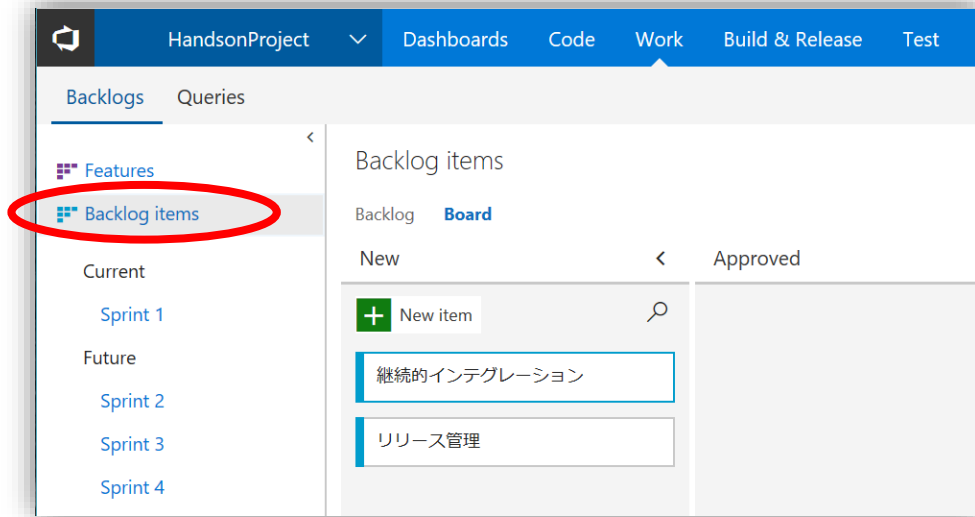 HandsonProject Dashboards Code Work Build & Release Test
Backlogs Queries
Features
Backlog items
Current
Sprint 1
Future
Sprint 2
Sprint 3
Sprint 4
Backlog items
Backlog Board
New Approved
New item
継続的インテグレーション
リリース管理